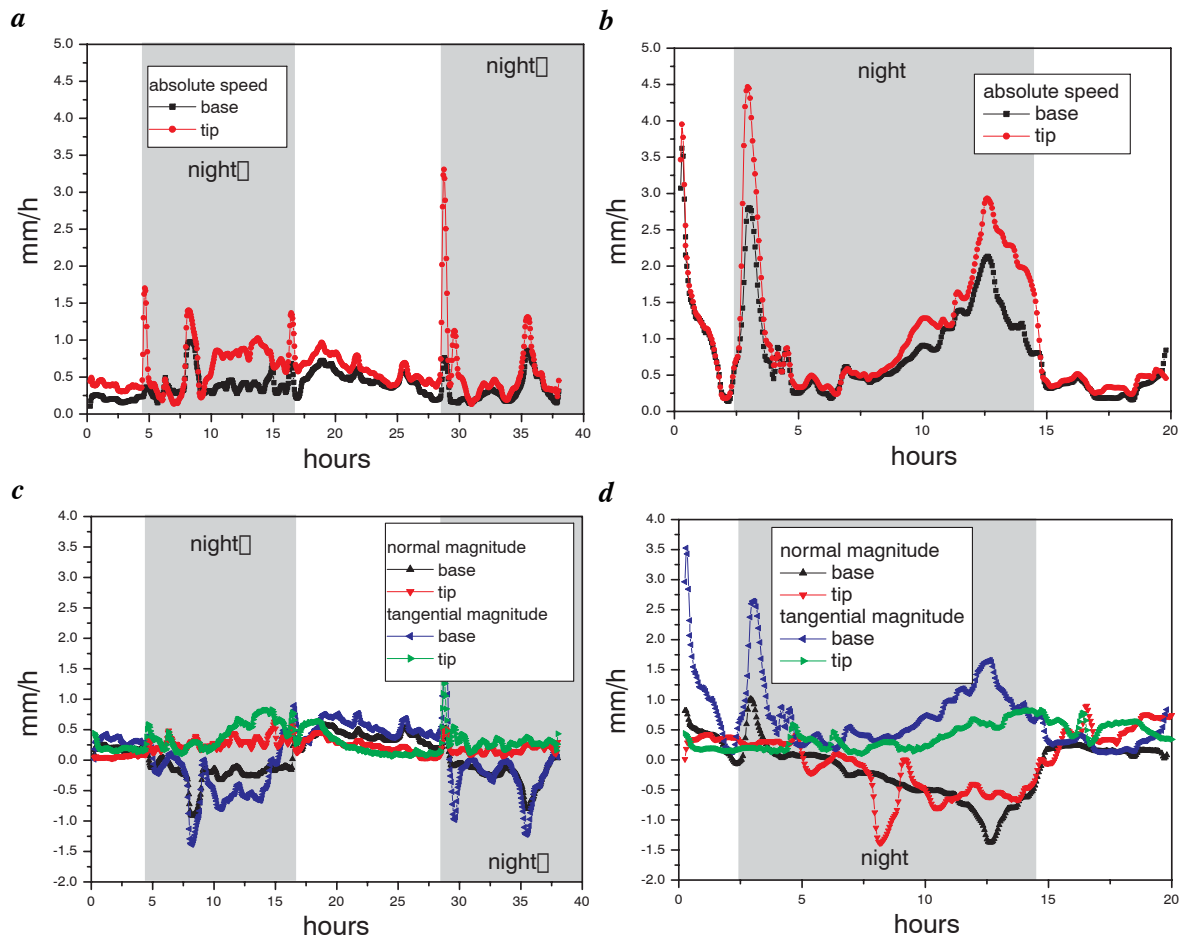 a
5.0
4.5
4.0
3.5
3.0
2.5
2.0
1.5
1.0
0.5
0.0
mm/h
absolute speed
base
tip
night□
night□
0 5 10 15 20 25 30 35 40
hours
b
5.0
4.5
4.0
3.5
3.0
2.5
2.0
1.5
1.0
0.5
0.0
mm/h
night
absolute speed
base
tip
0 5 10 15 20
hours
c
4.0
3.5
3.0
2.5
2.0
1.5
1.0
0.5
0.0
-0.5
-1.0
-1.5
-2.0
mm/h
night□
normal magnitude
base
tip
tangential magnitude
base
tip
night□
0 5 10 15 20 25 30 35 40
hours
d
4.0
3.5
3.0
2.5
2.0
1.5
1.0
0.5
0.0
-0.5
-1.0
-1.5
-2.0
mm/h
normal magnitude
base
tip
tangential magnitude
base
tip
night
0 5 10 15 20
hours